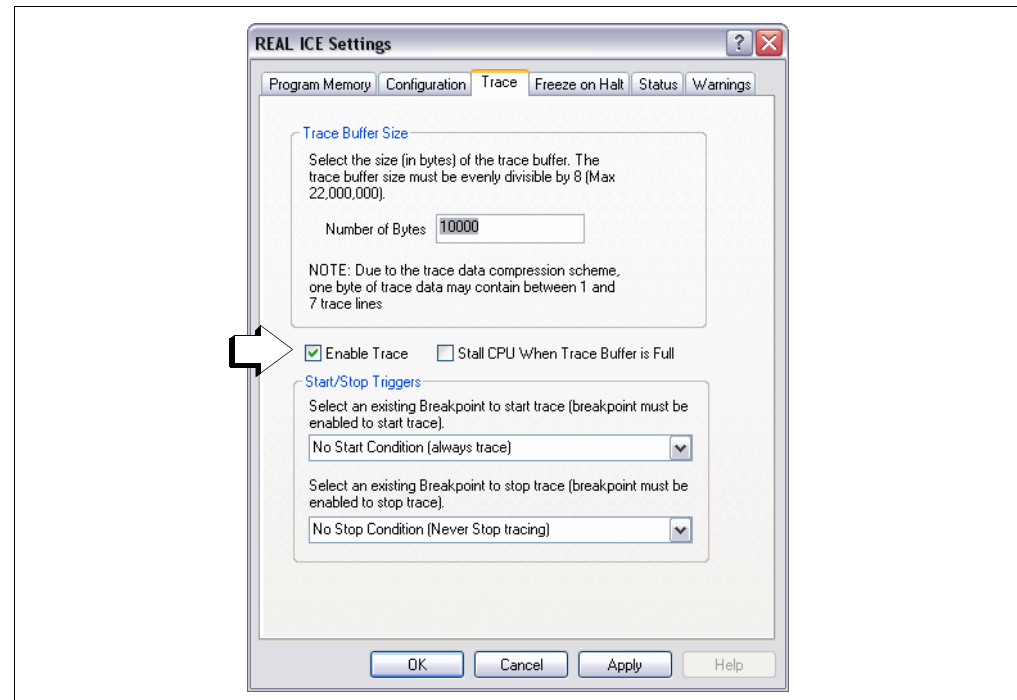 REAL ICE Settings
Program Memory Configuration Trace Freeze on Halt Status Warnings
Trace Buffer Size
Select the size (in bytes) of the trace buffer. The
trace buffer size must be evenly divisible by 8 (Max
22,000,000).
Number of Bytes 10000
NOTE: Due to the trace data compression scheme,
one byte of trace data may contain between 1 and
7 trace lines
Enable Trace Stall CPU When Trace Buffer is Full
Start/Stop Triggers
Select an existing Breakpoint to start trace (breakpoint must be
enabled to start trace).
No Start Condition (always trace)
Select an existing Breakpoint to stop trace (breakpoint must be
enabled to stop trace).
No Stop Condition (Never Stop tracing)
OK Cancel Apply Help